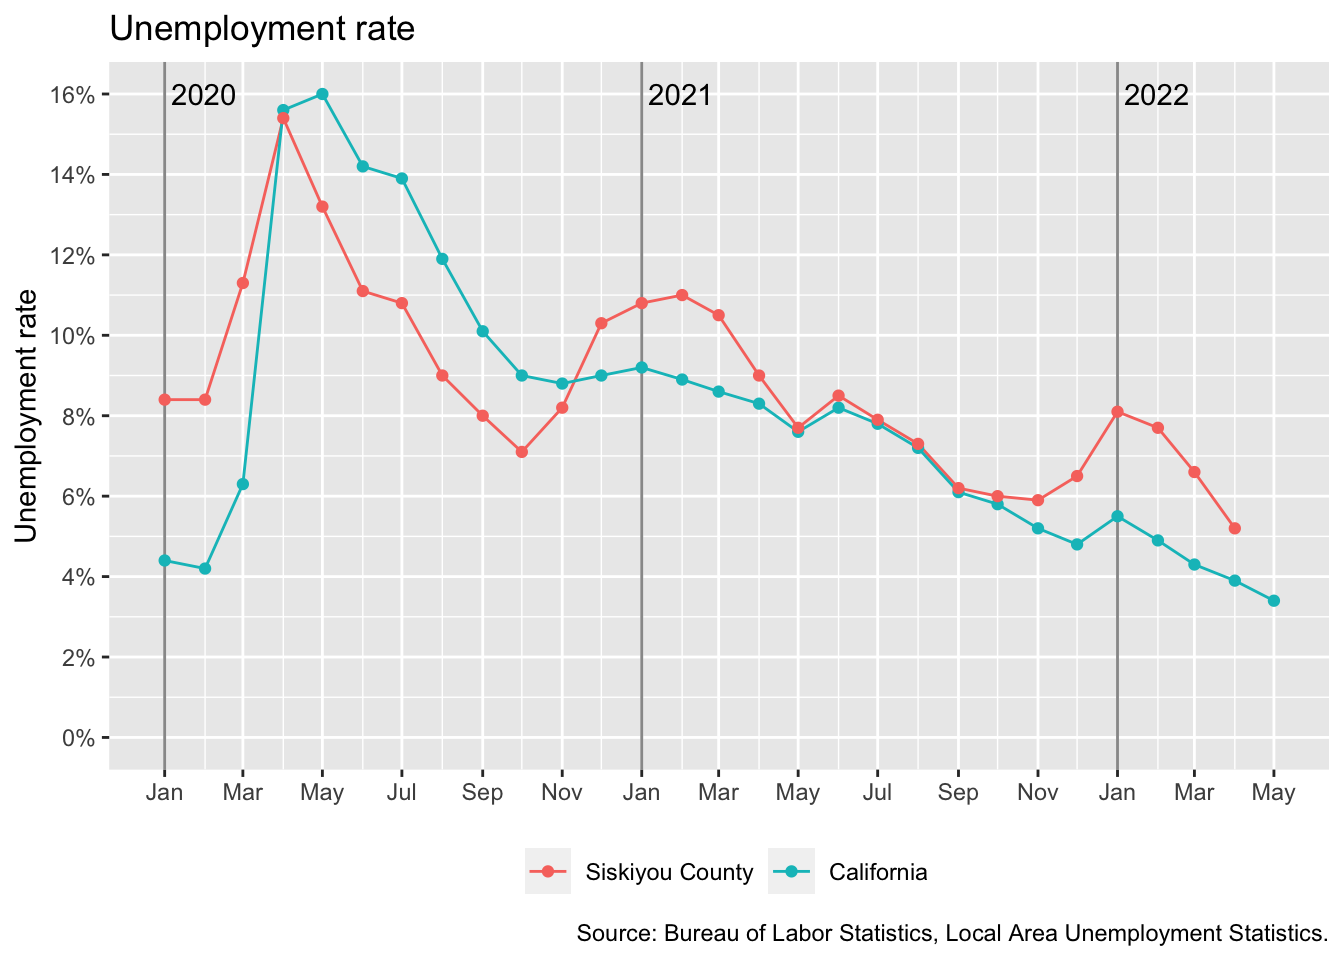 Unemployment rate
2020 2021 2022
16%
14%
12%
10%
8%
6%
4%
2%
0%
Unemployment rate
Jan Mar May Jul Sep Nov Jan Mar May Jul Sep Nov Jan Mar May
Siskiyou County California
Source: Bureau of Labor Statistics, Local Area Unemployment Statistics.